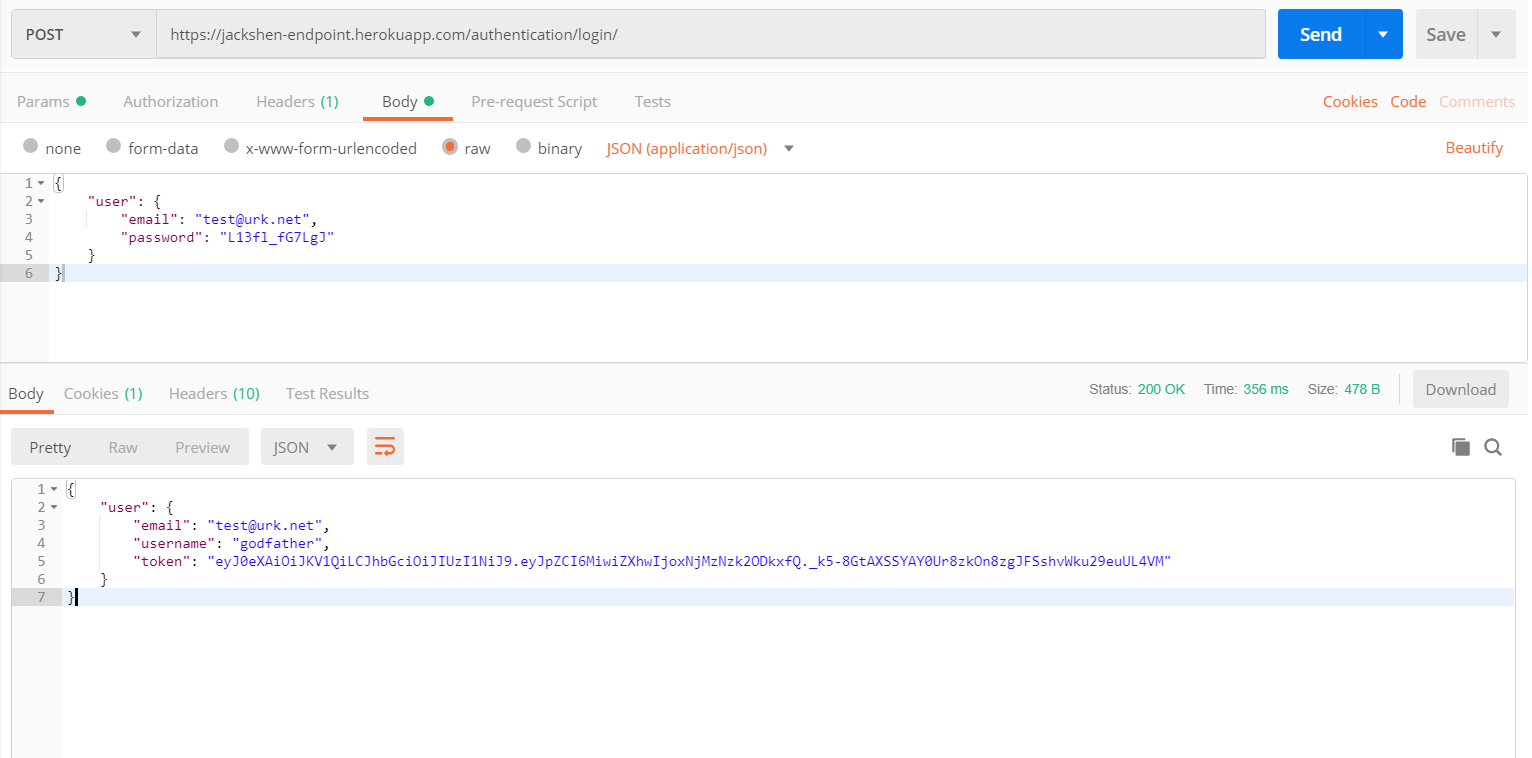 POST https://jackshen-endpoint.herokuapp.com/authentication/login/ Send Save
Params Authorization Headers (1) Body Pre-request Script Tests Cookies Code Comments
none form-data x-www-form-urlencoded raw binary JSON (application/json) Beautify
1 {
2 "user": {
3 "email": "test@urk.net",
4 "password": "L13fl_fG7LgJ"
5 }
6 }
Body Cookies (1) Headers (10) Test Results Status: 200 OK Time: 356 ms Size: 478 B Download
Pretty Raw Preview JSON
1 {
2 "user": {
3 "email": "test@urk.net",
4 "username": "godfather",
5 "token": "eyJ0eXAiOiJKV1QiLCJhbGciOiJIUzI1NiJ9.eyJpZCI6MiwiZXhwIjoxNjMzNzk2ODkxfQ._k5-8GtAXSSYAY0Ur8zkOn8zgJFSshvWku29euUL4VM"
6 }
7 }